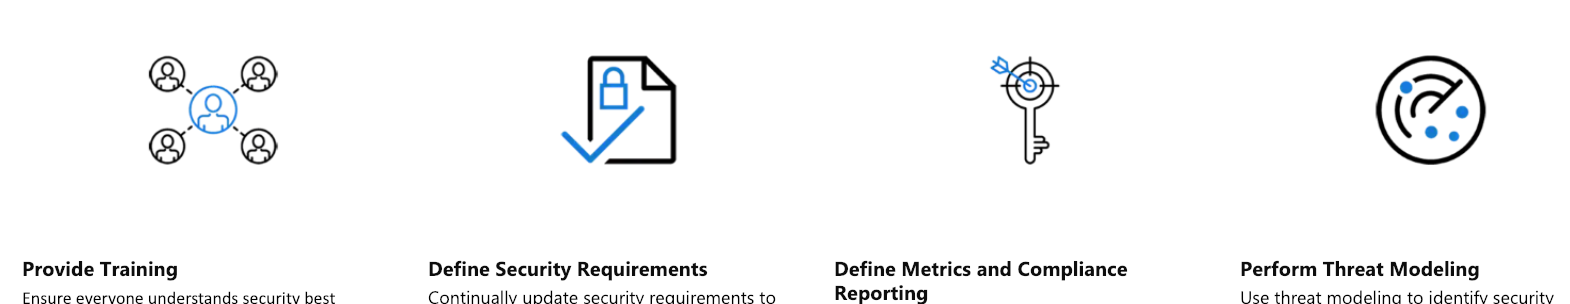 Provide Training
Ensure everyone understands security best
Define Security Requirements
Continually update security requirements to
Define Metrics and Compliance
Reporting
Perform Threat Modeling
Use threat modeling to identify security